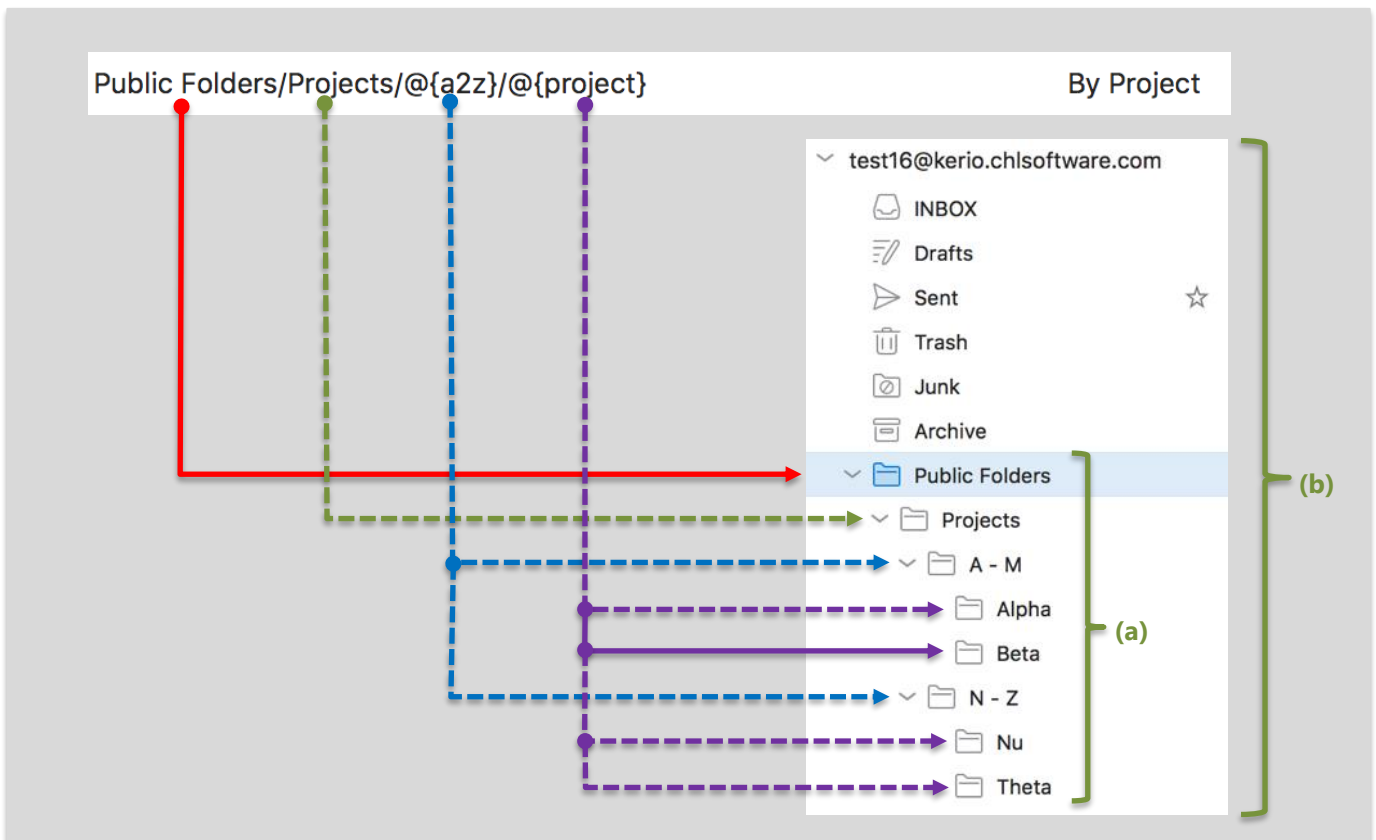 Public Folders/Projects/@{a2z}/@{project} By Project
test16@kerio.chlsoftware.com
INBOX
Drafts
Sent
Trash
Junk
Archive
Public Folders
(b)
Projects
A - M
Alpha
(a)
Beta
N - Z
Nu
Theta